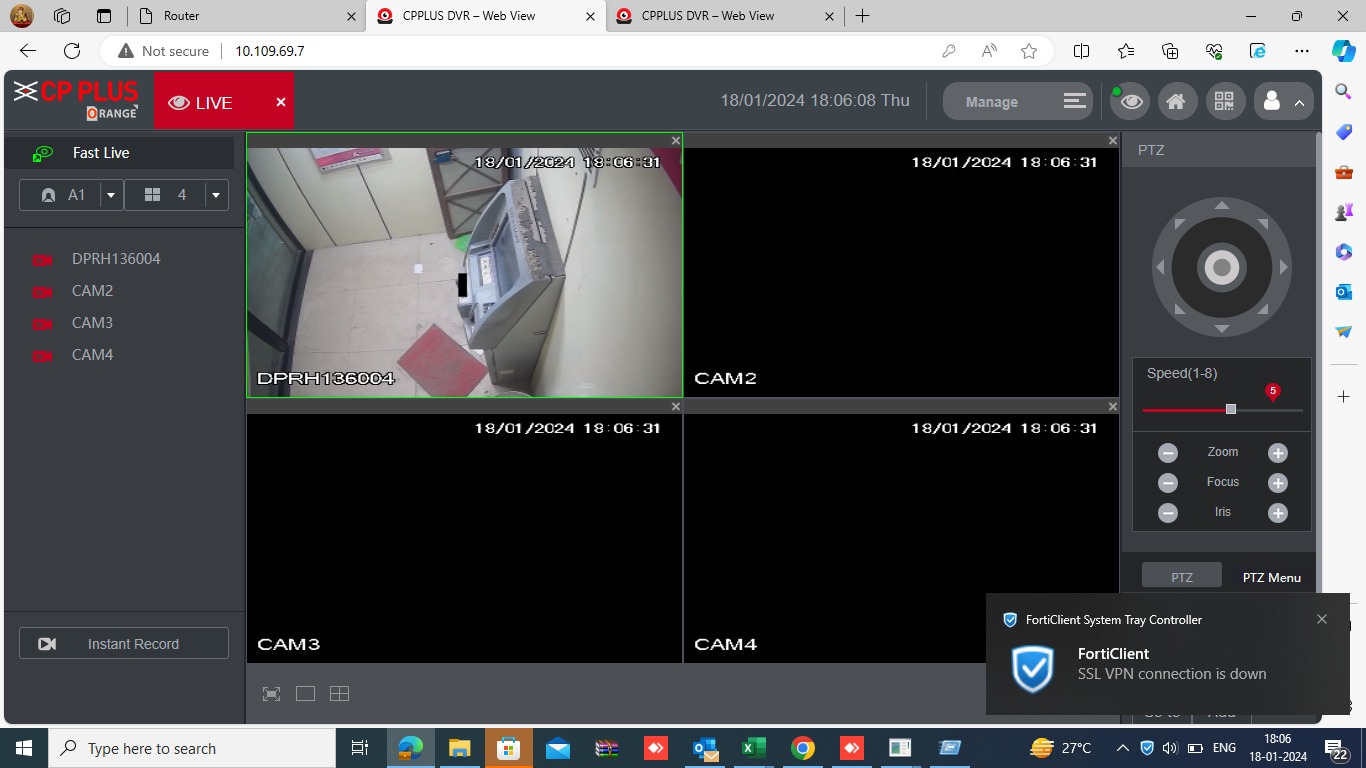 Router
CPPLUS DVR – Web View
CPPLUS DVR – Web View
Not secure
10.109.69.7
CP PLUS
ORANGE
LIVE
18/01/2024 18:06:08 Thu
Manage
Fast Live
A1
4
DPRH136004
CAM2
CAM3
CAM4
18/01/2024 18:06:31
DPRH136004
18/01/2024 18:06:31
CAM2
18/01/2024 18:06:31
CAM3
18/01/2024 18:06:31
CAM4
PTZ
Speed(1-8)
5
Zoom
Focus
Iris
PTZ
PTZ Menu
Instant Record
FortiClient System Tray Controller
FortiClient
SSL VPN connection is down
Type here to search
27°C
ENG
18:06
18-01-2024
22